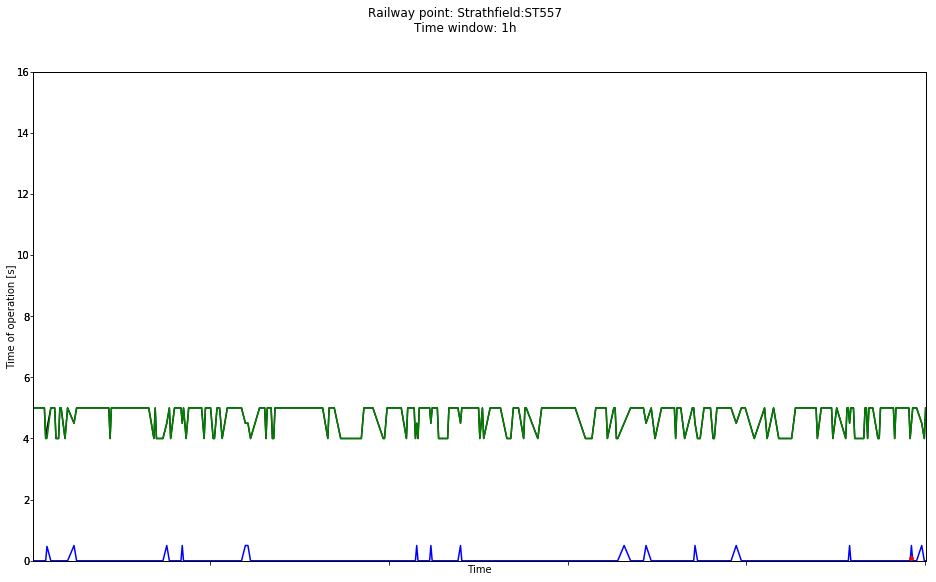 Railway point: Strathfield:ST557
Time window: 1h
16
14
12
10
8
6
4
2
0
Time of operation [s]
Time